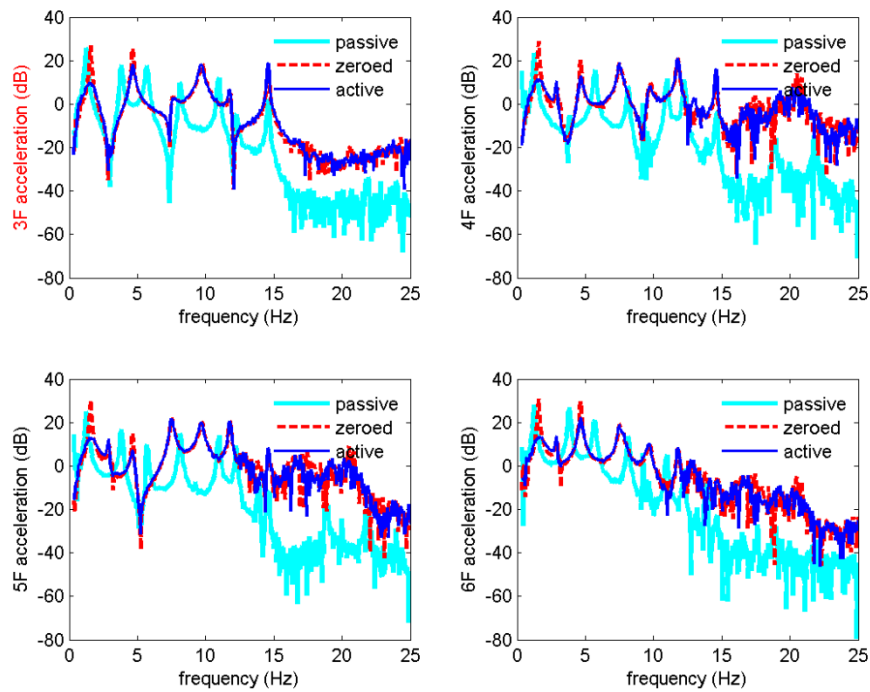 40
20
0
-20
-40
-60
-80
3F acceleration (dB)
passive
zeroed
active
0 5 10 15 20 25
frequency (Hz)
40
20
0
-20
-40
-60
-80
4F acceleration (dB)
passive
zeroed
active
0 5 10 15 20 25
frequency (Hz)
40
20
0
-20
-40
-60
-80
5F acceleration (dB)
passive
zeroed
active
0 5 10 15 20 25
frequency (Hz)
40
20
0
-20
-40
-60
-80
6F acceleration (dB)
passive
zeroed
active
0 5 10 15 20 25
frequency (Hz)